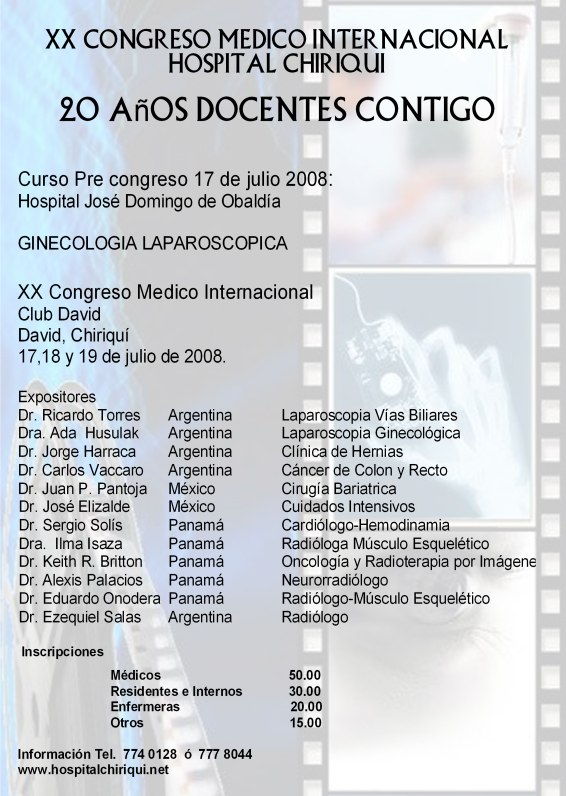 XX CONGRESO MEDICO INTERNACIONAL
HOSPITAL CHIRIQUI
20 AñOS DOCENTES CONTIGO
Curso Pre congreso 17 de julio 2008:
Hospital José Domingo de Obaldía
GINECOLOGIA LAPAROSCOPICA
XX Congreso Medico Internacional
Club David
David, Chiriquí
17,18 y 19 de julio de 2008.
Expositores
Dr. Ricardo Torres Argentina Laparoscopia Vías Biliares
Dra. Ada Husulak Argentina Laparoscopia Ginecológica
Dr. Jorge Harraca Argentina Clínica de Hernias
Dr. Carlos Vaccaro Argentina Cáncer de Colon y Recto
Dr. Juan P. Pantoja México Cirugía Bariatrica
Dr. José Elizalde México Cuidados Intensivos
Dr. Sergio Solís Panamá Cardiólogo-Hemodinamia
Dra. Ilma Isaza Panamá Radióloga Músculo Esquelético
Dr. Keith R. Britton Panamá Oncología y Radioterapia por Imágene
Dr. Alexis Palacios Panamá Neurorradiólogo
Dr. Eduardo Onodera Panamá Radiólogo-Músculo Esquelético
Dr. Ezequiel Salas Argentina Radiólogo
Inscripciones
Médicos 50.00
Residentes e Internos 30.00
Enfermeras 20.00
Otros 15.00
Información Tel. 774 0128 ó 777 8044
www.hospitalchiriqui.net